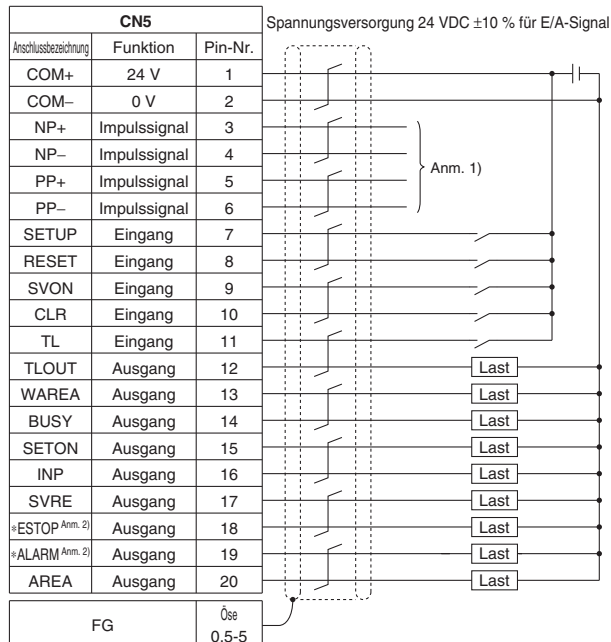 CN5
Spannungsversorgung 24 VDC ±10 % für E/A-Signal
Anschlussbezeichnung Funktion Pin-Nr.
COM+ 24 V 1
COM− 0 V 2
NP+ Impulssignal 3
NP− Impulssignal 4
Anm. 1)
PP+ Impulssignal 5
PP− Impulssignal 6
SETUP Eingang 7
RESET Eingang 8
SVON Eingang 9
CLR Eingang 10
TL Eingang 11
TLOUT Ausgang 12 Last
WAREA Ausgang 13 Last
BUSY Ausgang 14 Last
SETON Ausgang 15 Last
INP Ausgang 16 Last
SVRE Ausgang 17 Last
*ESTOP Anm. 2) Ausgang 18 Last
*ALARM Anm. 2) Ausgang 19 Last
AREA Ausgang 20 Last
FG Öse 0.5-5